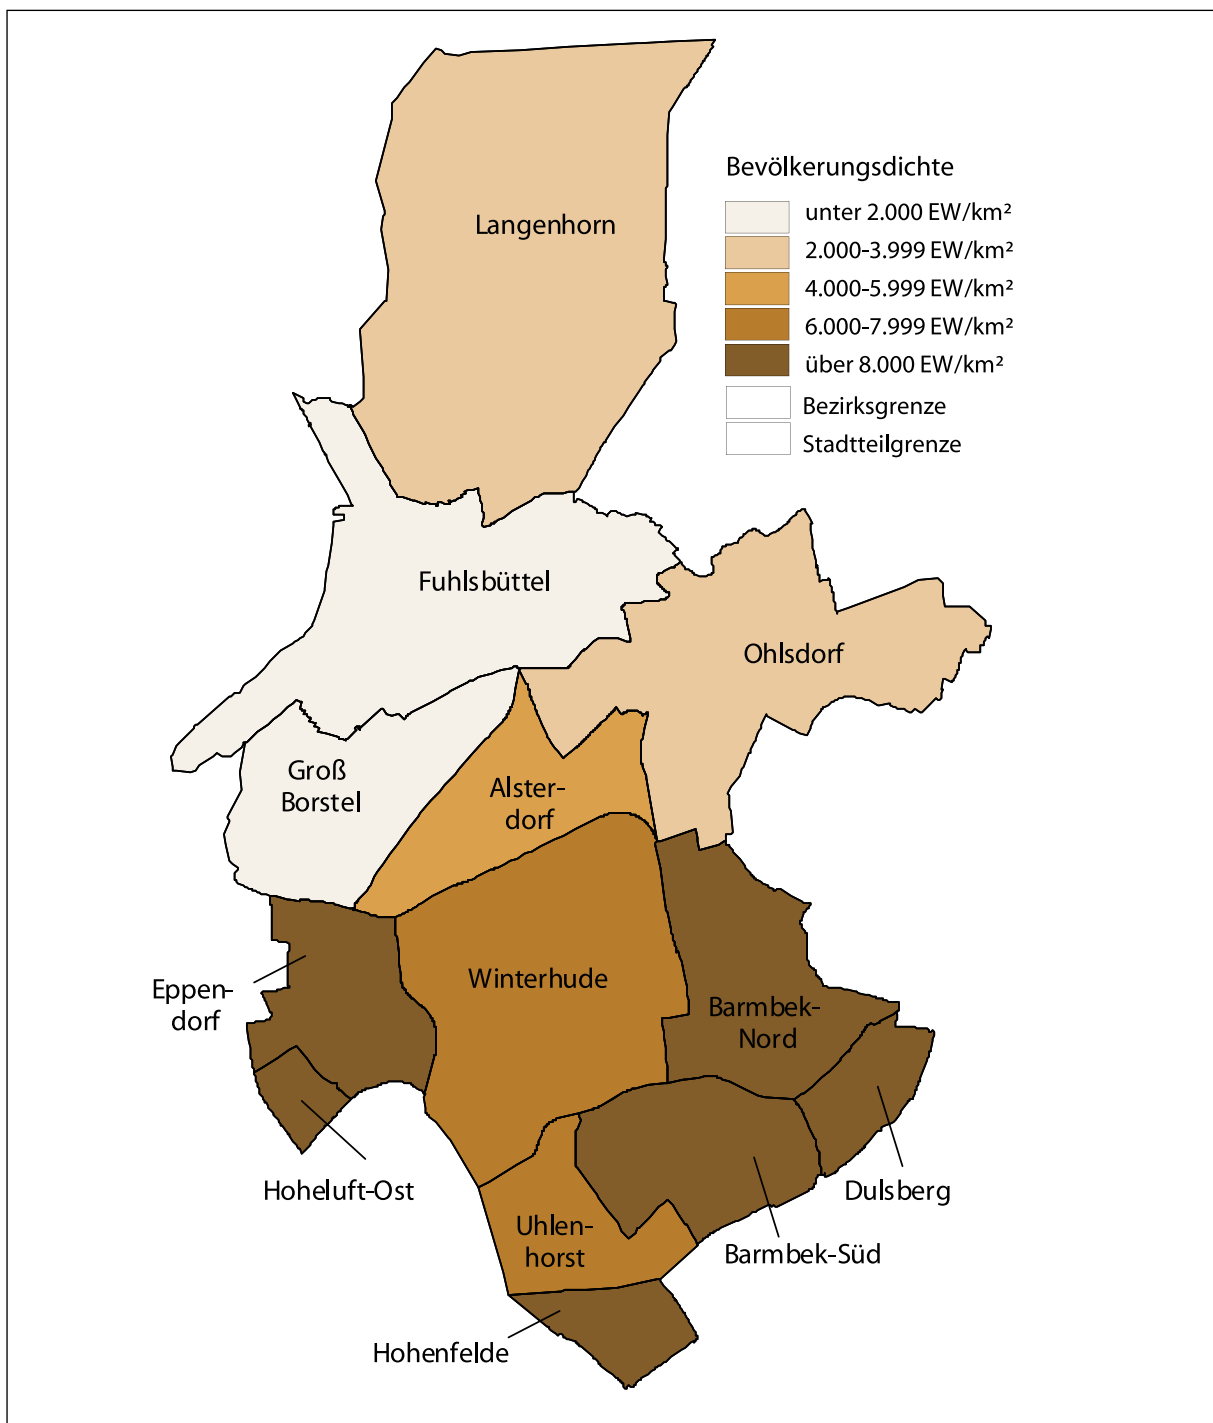 Bevölkerungsdichte
unter 2.000 EW/km²
2.000-3.999 EW/km²
4.000-5.999 EW/km²
6.000-7.999 EW/km²
über 8.000 EW/km²
Bezirksgrenze
Stadtteilgrenze
Langenhorn
Fuhlsbüttel
Ohlsdorf
Groß
Borstel
Alster-
dorf
Eppen-
dorf
Winterhude
Barmbek-
Nord
Hoheluft-Ost
Dulsberg
Uhlen-
horst
Barmbek-Süd
Hohenfelde